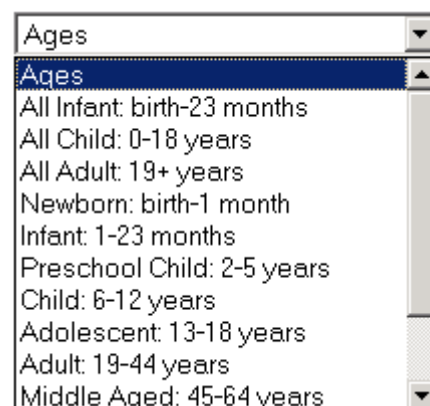 Ages
Ages
All Infant: birth-23 months
All Child: 0-18 years
All Adult: 19+ years
Newborn: birth-1 month
Infant: 1-23 months
Preschool Child: 2-5 years
Child: 6-12 years
Adolescent: 13-18 years
Adult: 19-44 years
Middle Aged: 45-64 years